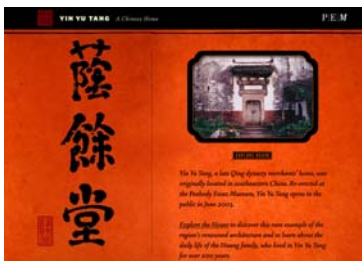 YIN YU TANG A Chinese Home
P·E·M
蔭
餘
堂
Yin Yu Tang, a late Qing dynasty merchants' home, was
originally located in southeastern China. Re-erected at
the Peabody Essex Museum, Yin Yu Tang opens to the
public in June 2003.
Explore the House to discover this rare example of the
region's renowned architecture and to learn about the
daily life of the Huang family, who lived in Yin Yu Tang
for over 200 years.